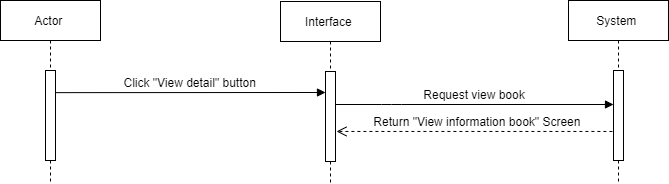 Actor
Interface
System
Click "View detail" button
Request view book
Return "View information book" Screen